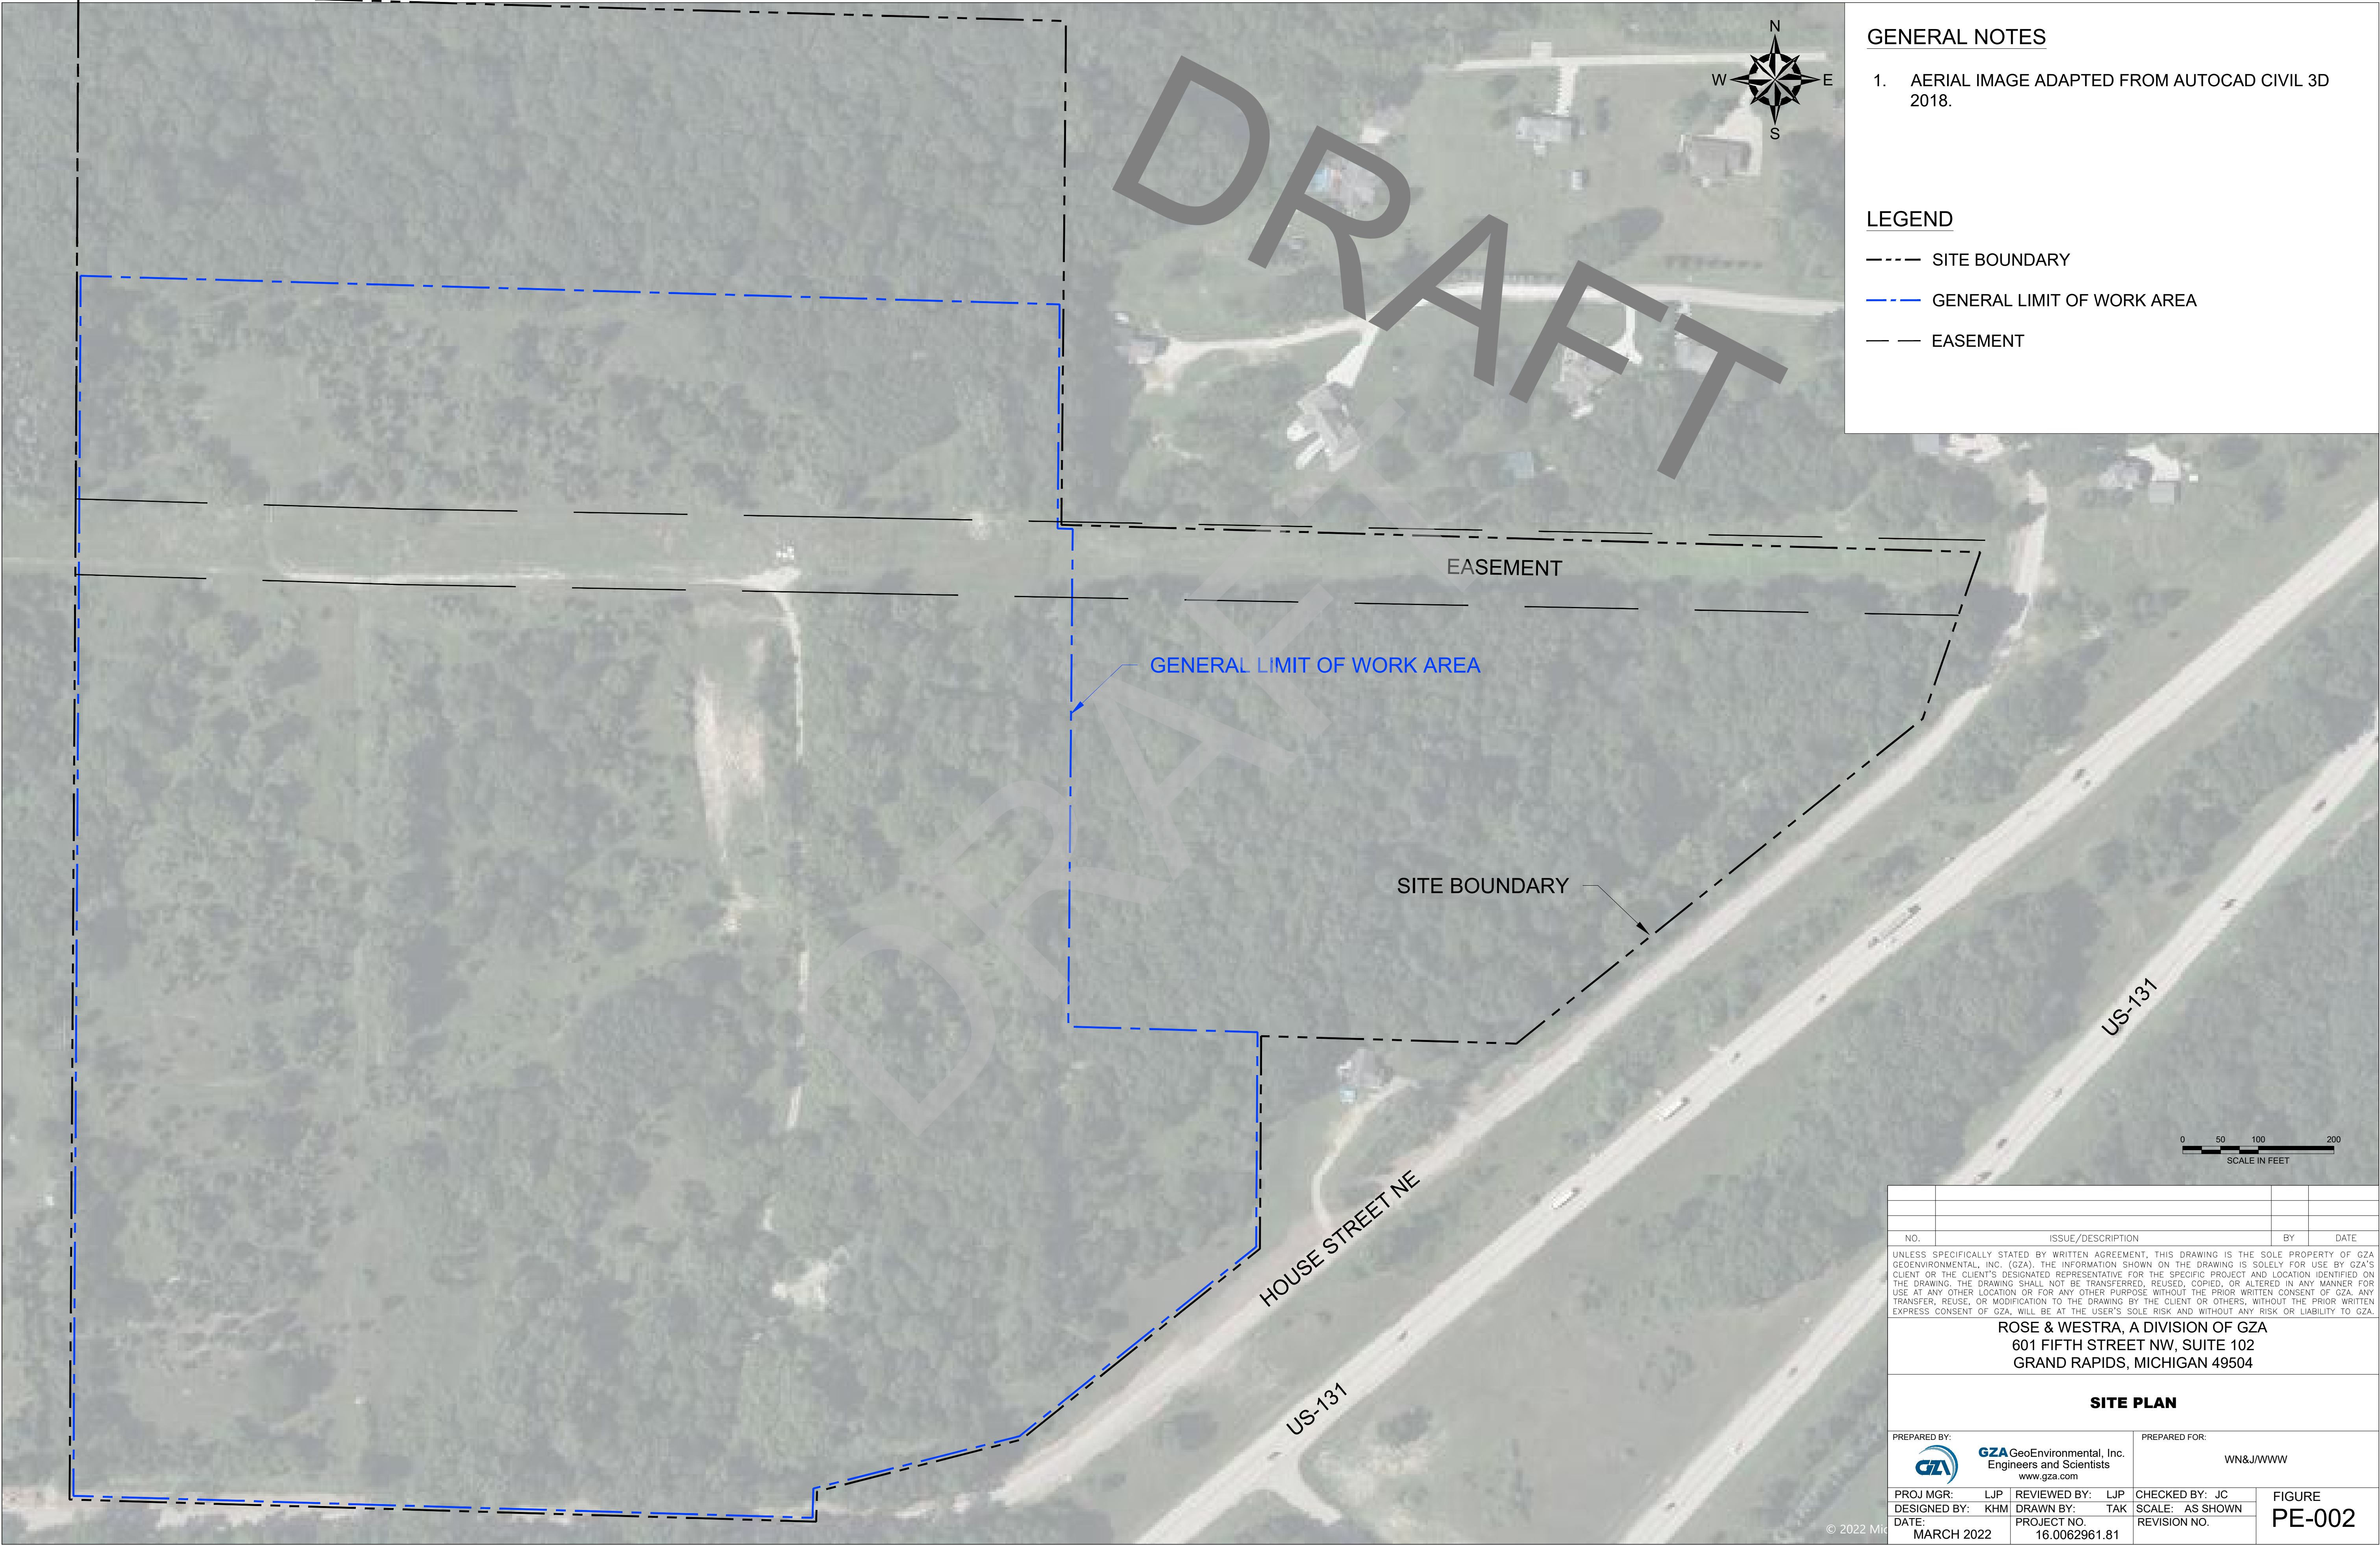 GENERAL NOTES
1. AERIAL IMAGE ADAPTED FROM AUTOCAD CIVIL 3D
2018.
LEGEND
SITE BOUNDARY
GENERAL LIMIT OF WORK AREA
EASEMENT
N
W E
S
DRAFT
EASEMENT
GENERAL LIMIT OF WORK AREA
DRAFT
SITE BOUNDARY
US-131
HOUSE STREET NE
US-131
0 50 100 200
SCALE IN FEET
NO. ISSUE/DESCRIPTION BY DATE
UNLESS SPECIFICALLY STATED BY WRITTEN AGREEMENT, THIS DRAWING IS THE SOLE PROPERTY OF GZA
GEOENVIRONMENTAL, INC. (GZA). THE INFORMATION SHOWN ON THE DRAWING IS SOLELY FOR USE BY GZA'S
CLIENT OR THE CLIENT'S DESIGNATED REPRESENTATIVE FOR THE SPECIFIC PROJECT AND LOCATION IDENTIFIED ON
THE DRAWING. THE DRAWING SHALL NOT BE TRANSFERRED, REUSED, COPIED, OR ALTERED IN ANY MANNER FOR
USE AT ANY OTHER LOCATION OR FOR ANY OTHER PURPOSE WITHOUT THE PRIOR WRITTEN CONSENT OF GZA. ANY
TRANSFER, REUSE, OR MODIFICATION TO THE DRAWING BY THE CLIENT OR OTHERS, WITHOUT THE PRIOR WRITTEN
EXPRESS CONSENT OF GZA, WILL BE AT THE USER'S SOLE RISK AND WITHOUT ANY RISK OR LIABILITY TO GZA.
ROSE & WESTRA, A DIVISION OF GZA
601 FIFTH STREET NW, SUITE 102
GRAND RAPIDS, MICHIGAN 49504
SITE PLAN
PREPARED BY:
GZA
GZA GeoEnvironmental, Inc.
Engineers and Scientists
www.gza.com
PREPARED FOR:
WN&J/WWW
PROJ MGR: LJP REVIEWED BY: LJP CHECKED BY: JC
DESIGNED BY: KHM DRAWN BY: TAK SCALE: AS SHOWN
DATE: PROJECT NO. REVISION NO.
MARCH 2022 16.0062961.81
FIGURE
PE-002
© 2022 Mic